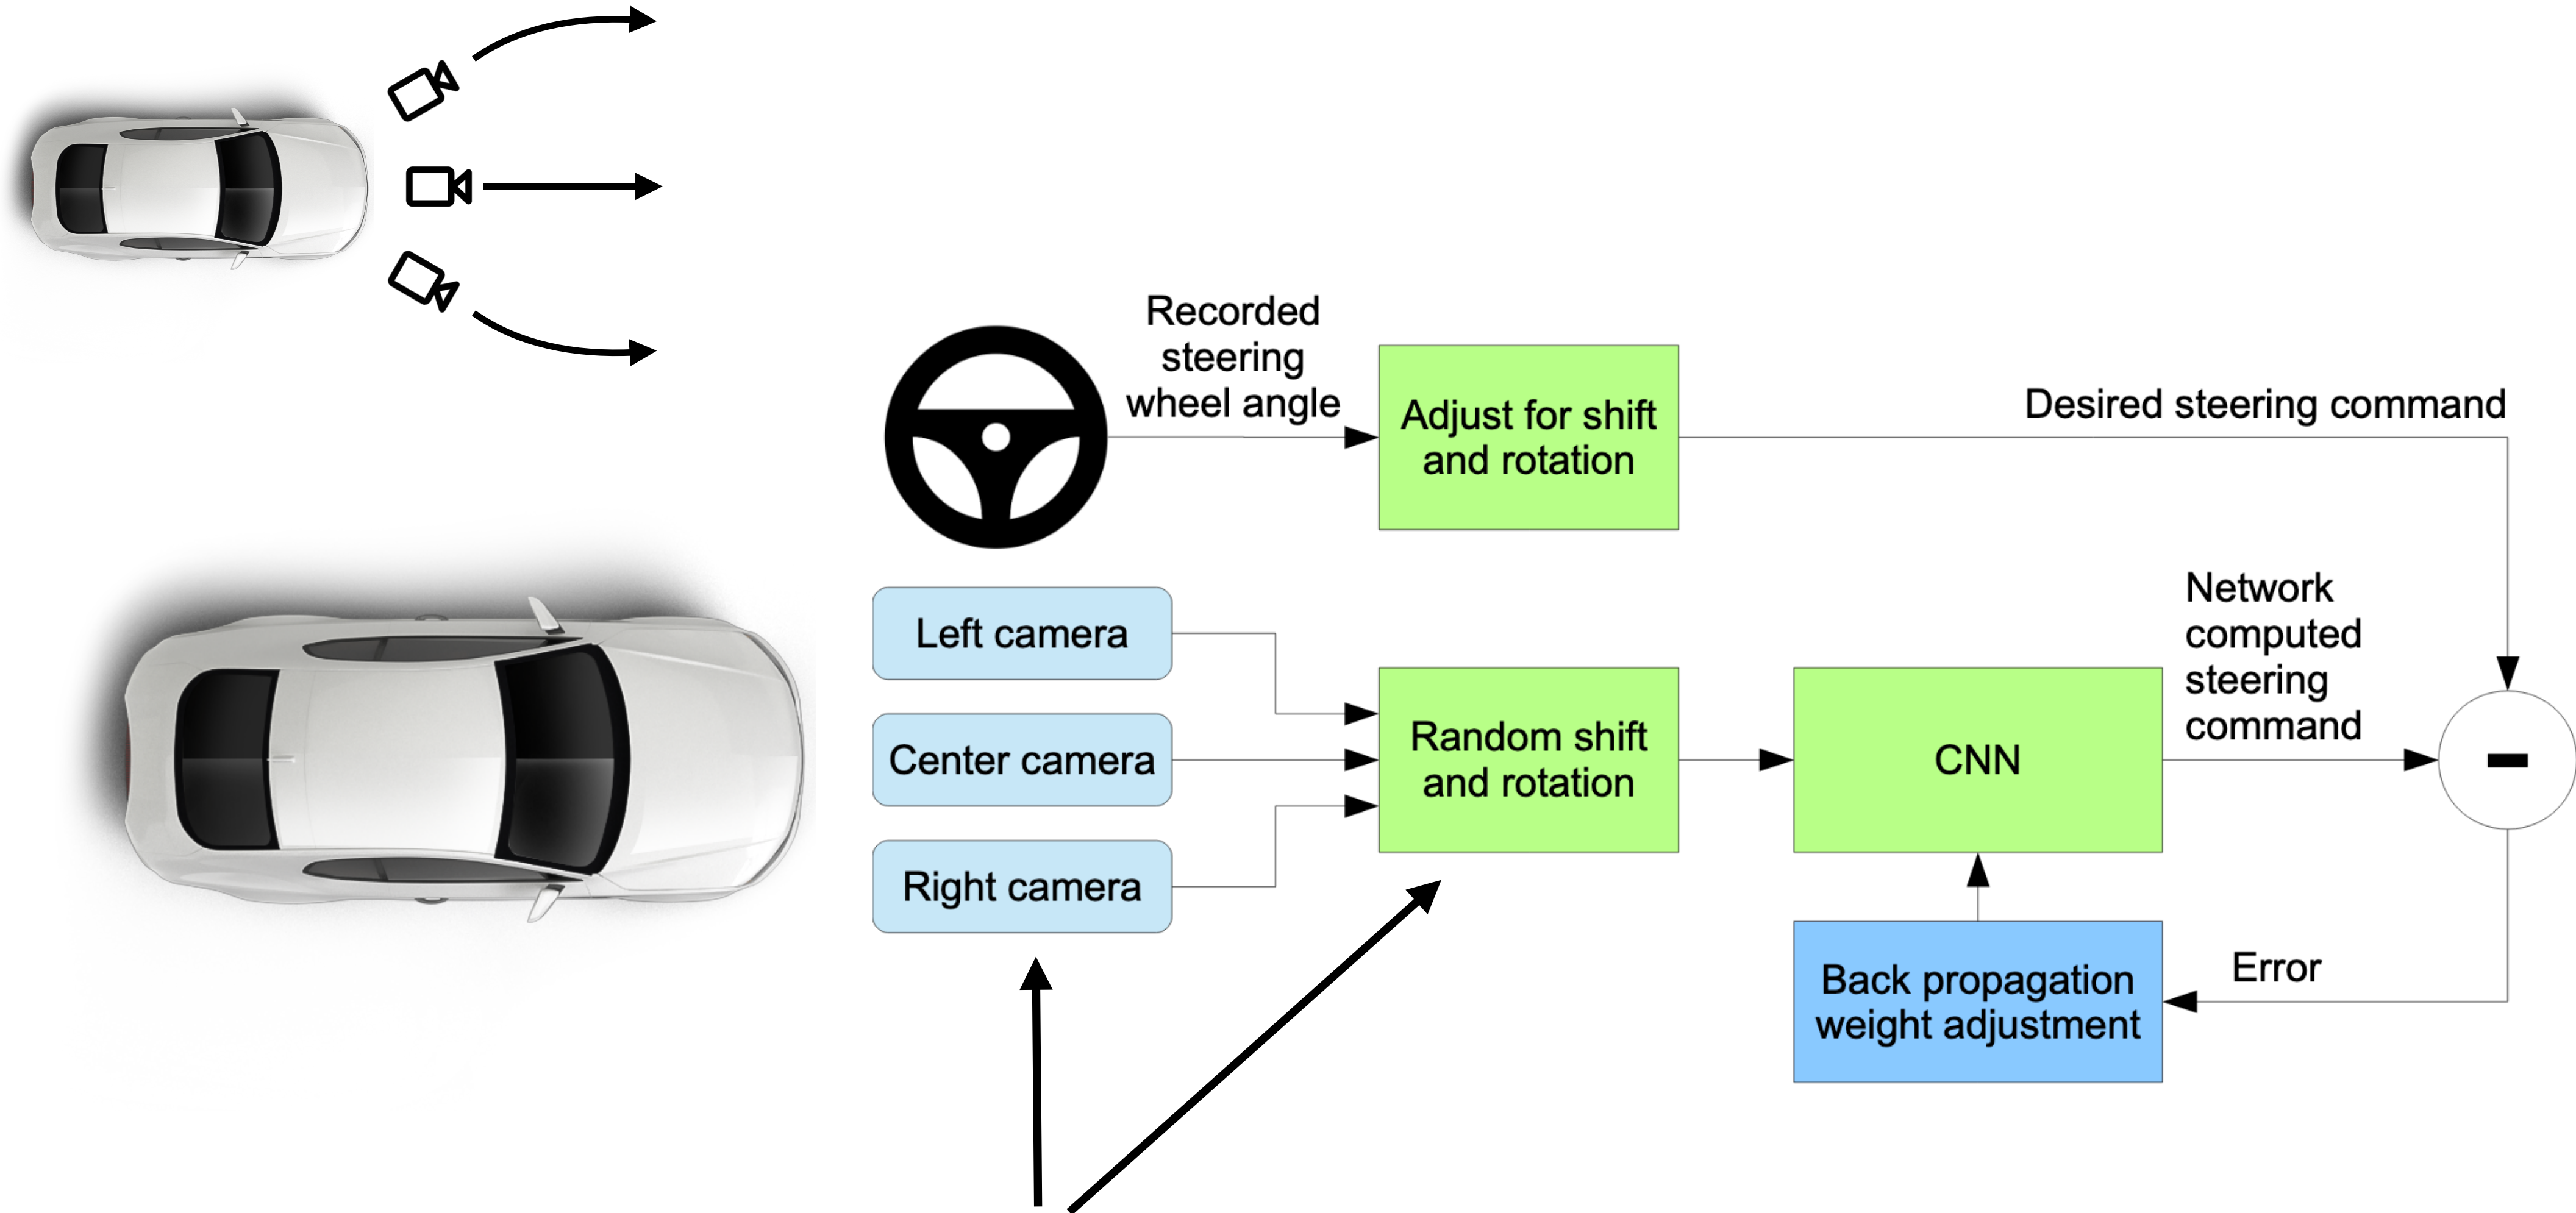 Recorded
steering
wheel angle
Adjust for shift
and rotation
Desired steering command
Left camera
Center camera
Right camera
Random shift
and rotation
CNN
Network
computed
steering
command
-
Back propagation
weight adjustment
Error